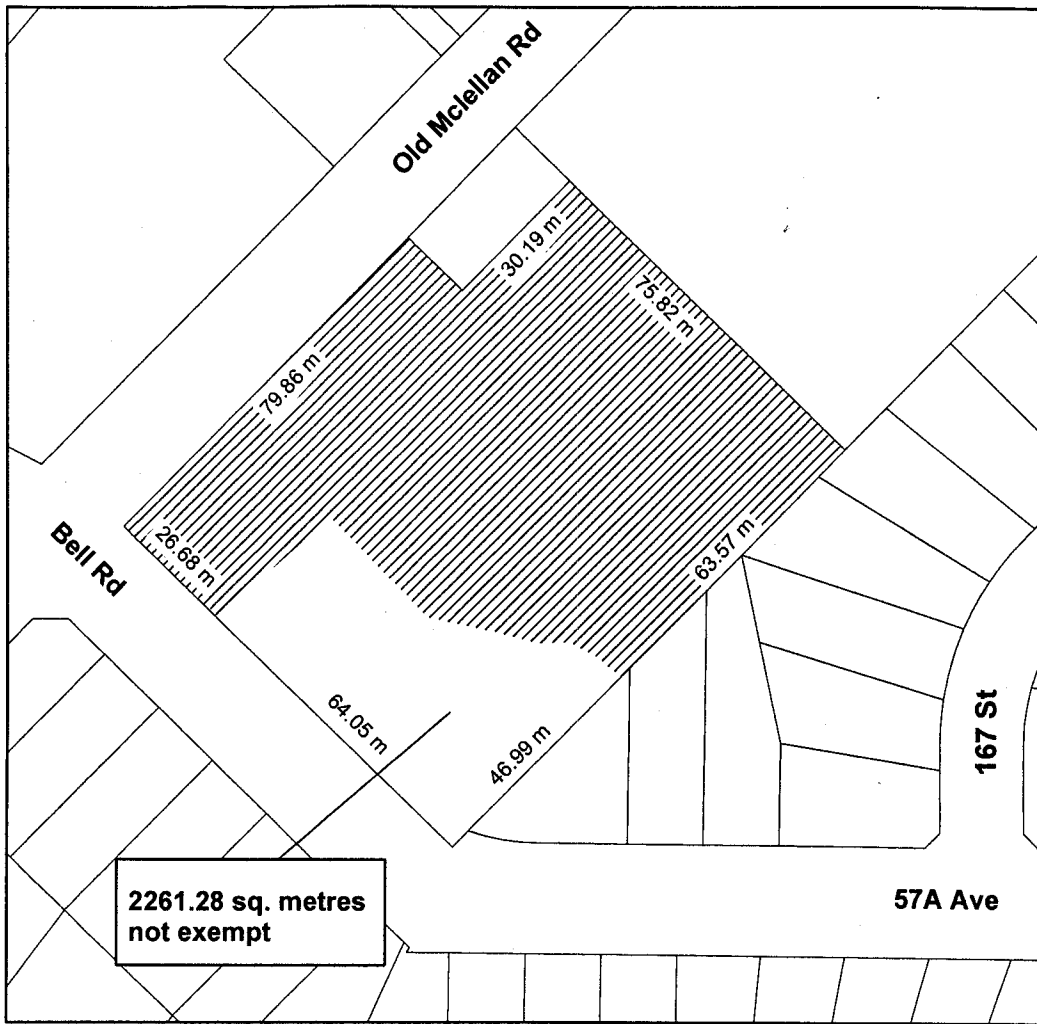 Old Mclellan Rd
30.19 m
75.82 m
79.86 m
26.68 m
Bell Rd
63.57 m
64.05 m
46.99 m
167 St
2261.28 sq. metres
not exempt
57A Ave